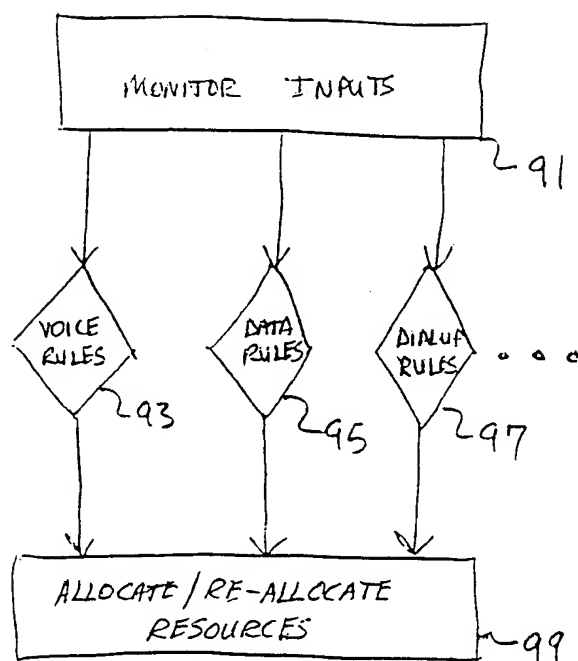 MONITOR INPUTS
91
VOICE
RULES
DATA
RULES
DIALUP
RULES
93
95
97
ALLOCATE/RE-ALLOCATE
RESOURCES
99